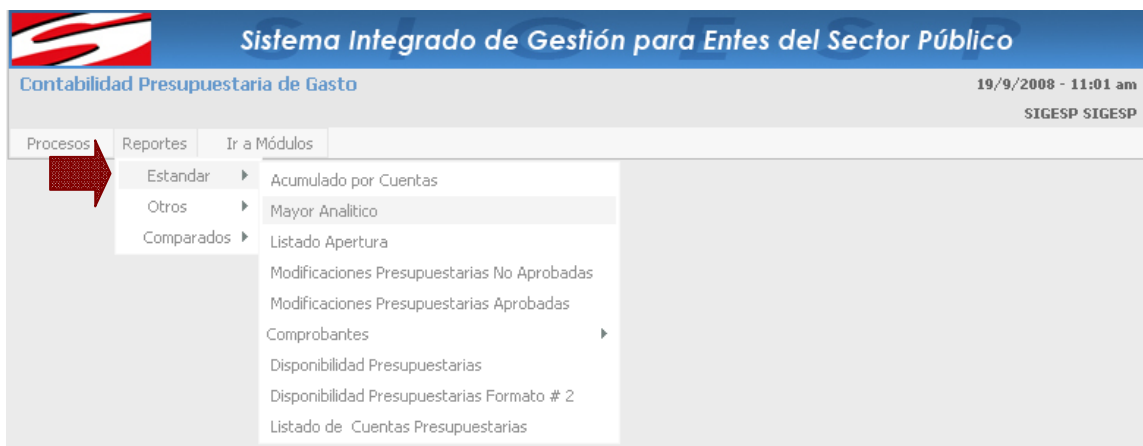 SIGESP
Sistema Integrado de Gestión para Entes del Sector Público
Contabilidad Presupuestaria de Gasto
19/9/2008 - 11:01 am
SIGESP SIGESP
Procesos Reportes Ir a Módulos
Estandar
Otros
Comparados
Acumulado por Cuentas
Mayor Analitico
Listado Apertura
Modificaciones Presupuestarias No Aprobadas
Modificaciones Presupuestarias Aprobadas
Comprobantes
Disponibilidad Presupuestarias
Disponibilidad Presupuestarias Formato # 2
Listado de Cuentas Presupuestarias